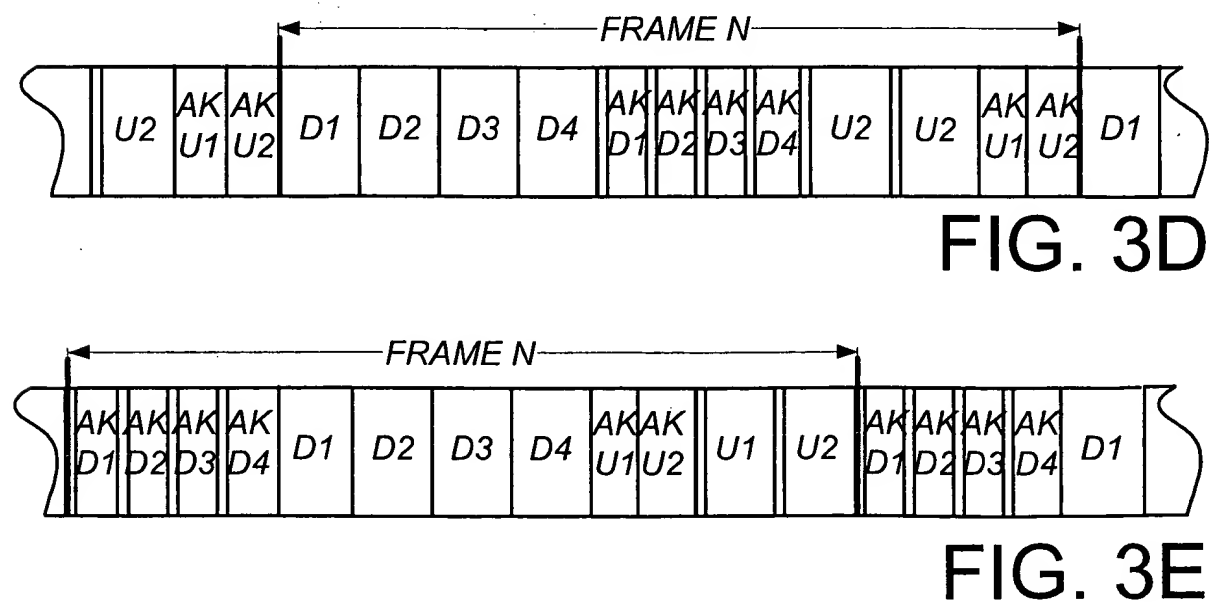 FRAME N
U2 AK U1 AK U2 D1 D2 D3 D4 AK D1 AK D2 AK D3 AK D4 U2 U2 AK U1 AK U2 D1
FIG. 3D
FRAME N
AK D1 AK D2 AK D3 AK D4 D1 D2 D3 D4 AK U1 AK U2 U1 U2 AK D1 AK D2 AK D3 AK D4 D1
FIG. 3E